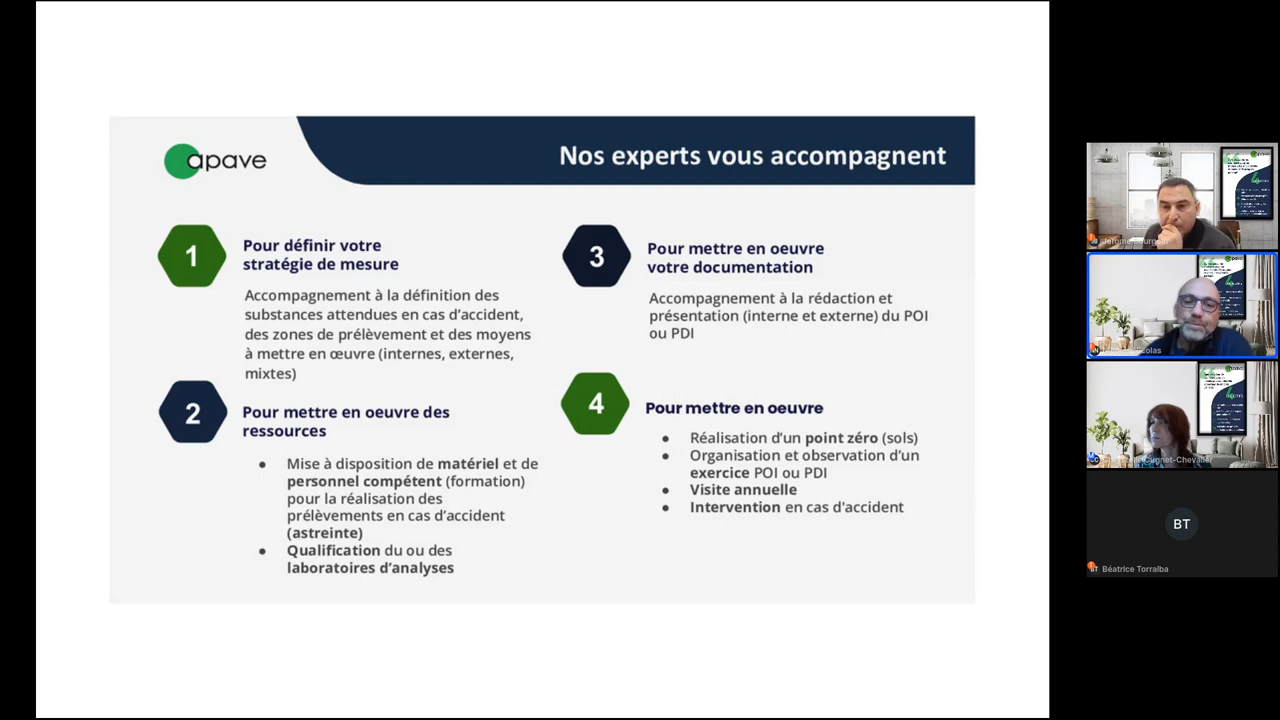 apave
Nos experts vous accompagnent
1
Pour définir votre
stratégie de mesure
Accompagnement à la définition des
substances attendues en cas d'accident,
des zones de prélèvement et des moyens
à mettre en œuvre (internes, externes,
mixtes)
2
Pour mettre en oeuvre des
ressources
● Mise à disposition de matériel et de
personnel compétent (formation)
pour la réalisation des
prélèvements en cas d'accident
(astreinte)
● Qualification du ou des
laboratoires d'analyses
3
Pour mettre en oeuvre
votre documentation
Accompagnement à la rédaction et
présentation (interne et externe) du POI
ou PDI
4
Pour mettre en oeuvre
● Réalisation d'un point zéro (sols)
● Organisation et observation d'un
exercice POI ou PDI
● Visite annuelle
● Intervention en cas d'accident
BT
Béatrice Torralba